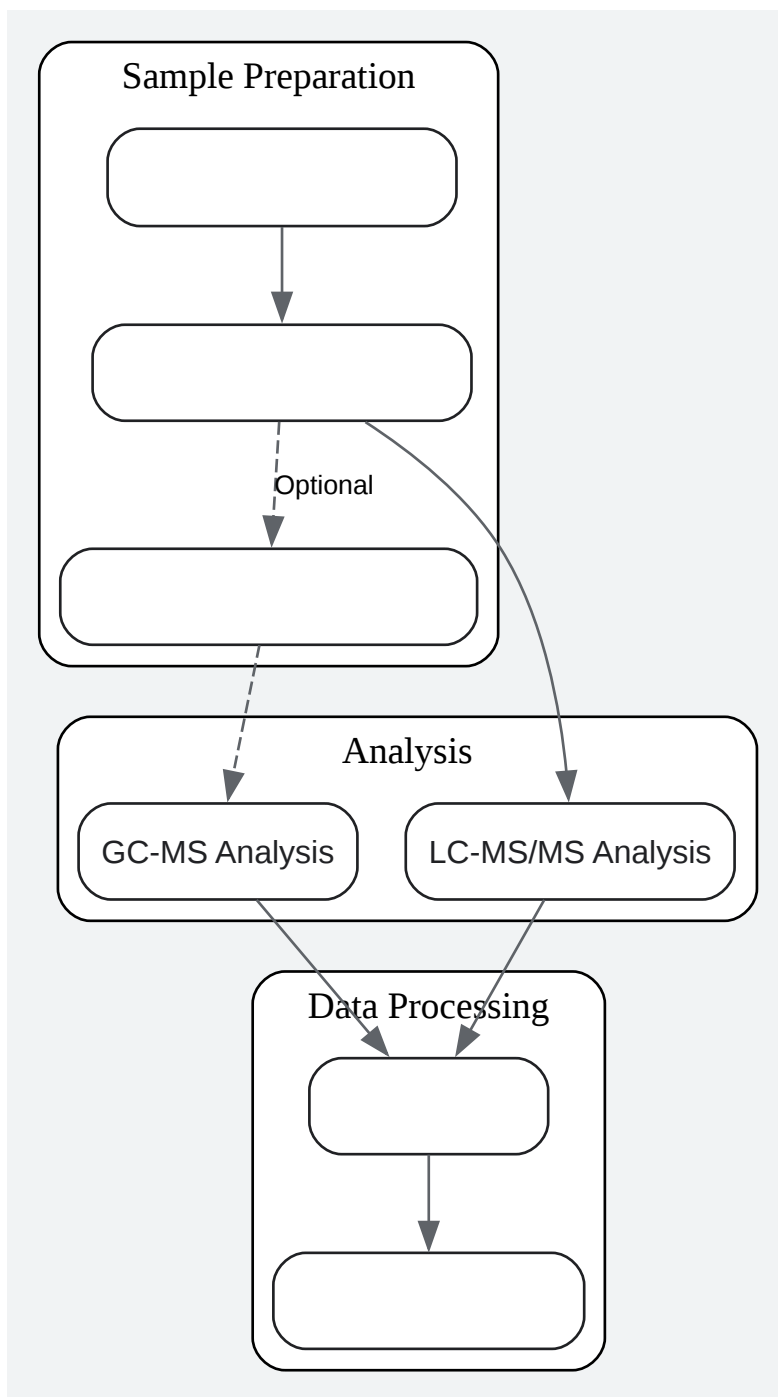 Sample Preparation
Optional
Analysis
GC-MS Analysis
LC-MS/MS Analysis
Data Processing